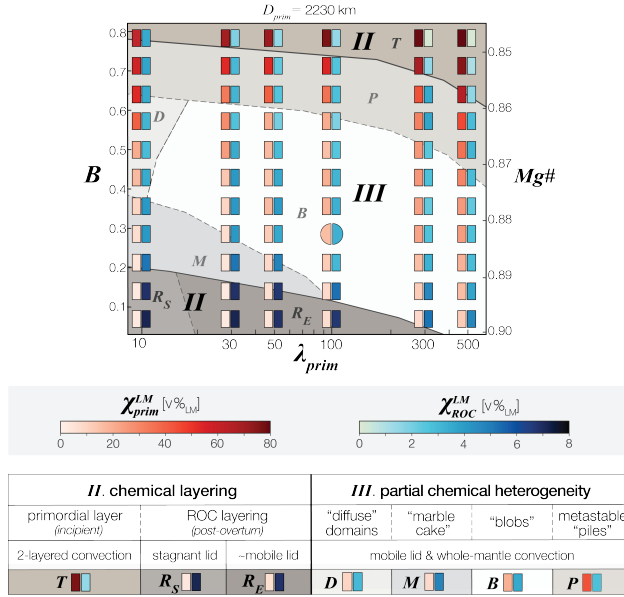 D_prim = 2230 km
0.8
II
T
0.85
0.7
P
0.86
0.6
D
0.5
0.87
B
0.4
III
Mg#
B
0.88
0.3
M
0.2
0.89
R_S
II
R_E
0.1
0.90
10 30 50 100 300 500
λ_prim
χ^LM_prim [v%_LM]
χ^LM_ROC [v%_LM]
0 20 40 60 80
0 2 4 6 8
II. chemical layering
III. partial chemical heterogeneity
primordial layer
(incipient)
ROC layering
(post-overturn)
"diffuse"
domains
"marble
cake"
"blobs"
metastable
"piles"
2-layered convection
stagnant lid
~mobile lid
mobile lid & whole-mantle convection
T
R_S
R_E
D
M
B
P